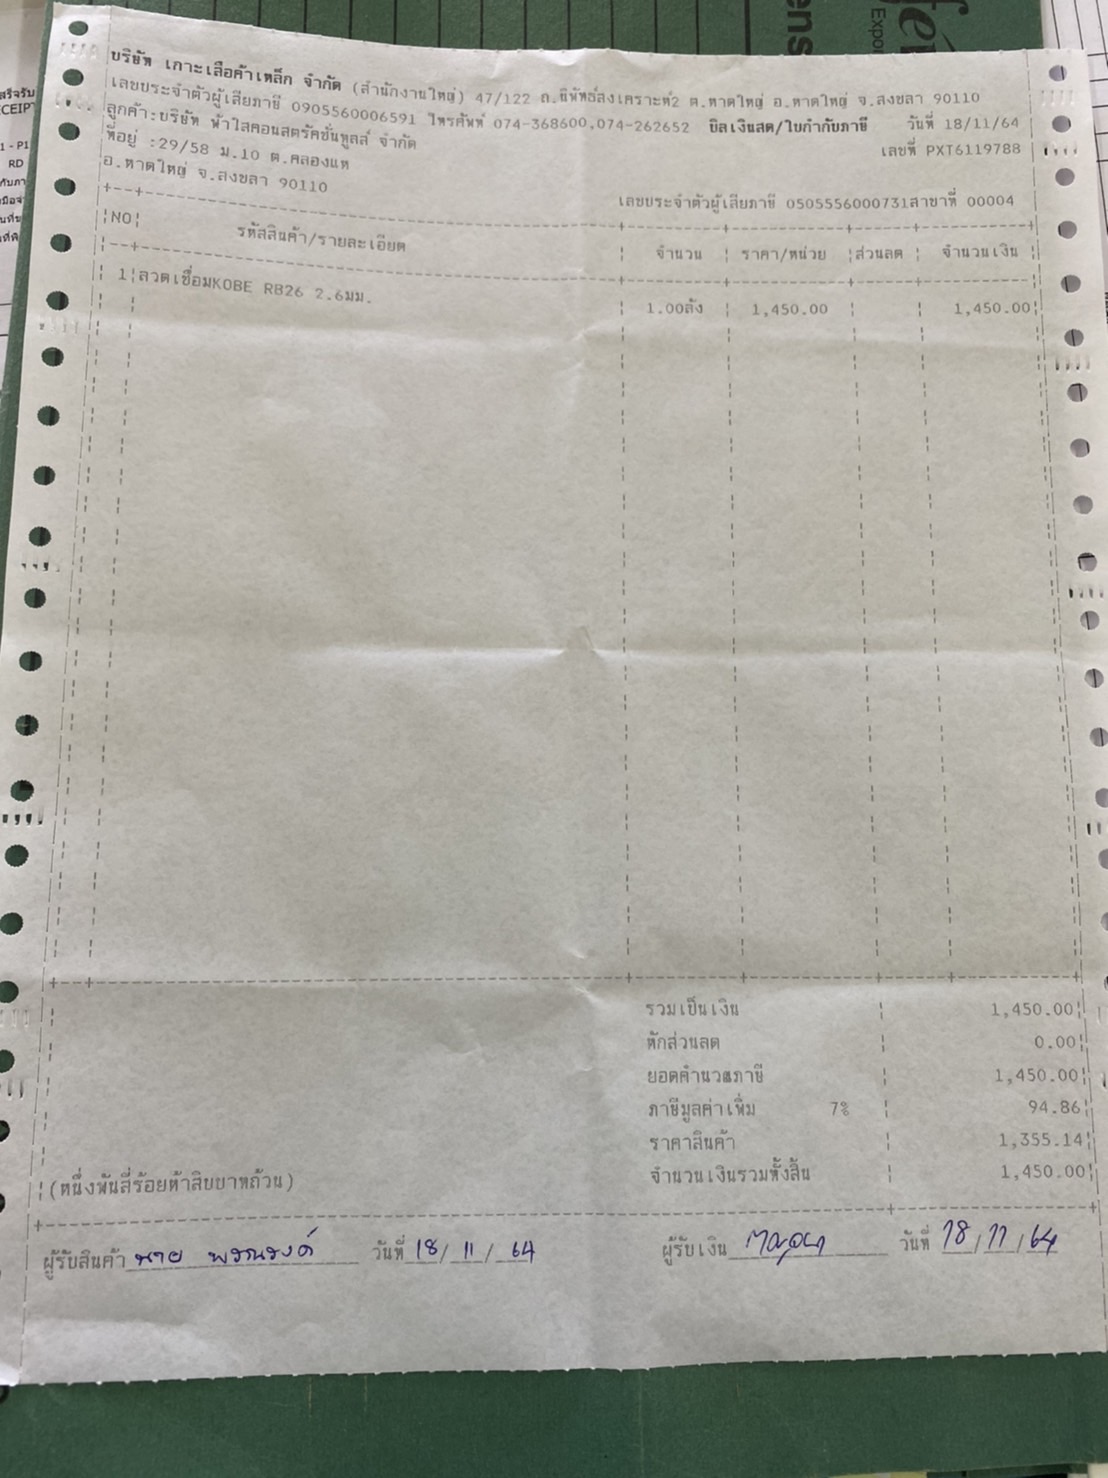 บริษัท เกาะเสือค้าเหล็ก จำกัด (สำนักงานใหญ่) 47/122 ถ.นิพัทธ์สงเคราะห์2 ต.หาดใหญ่ อ.หาดใหญ่ จ.สงขลา 90110
เลขประจำตัวผู้เสียภาษี 0905560006591 โทรศัพท์ 074-368600,074-262652 บิลเงินสด/ใบกำกับภาษี วันที่ 18/11/64
ลูกค้า:บริษัท ฟ้าใสคอนสตรัคชั่นทูลส์ จำกัด เลขที่ PXT6119788
ที่อยู่ :29/58 ม.10 ต.คลองแห
อ.หาดใหญ่ จ.สงขลา 90110
เลขประจำตัวผู้เสียภาษี 0505556000731สาขาที่ 00004
NO รหัสสินค้า/รายละเอียด จำนวน ราคา/หน่วย ส่วนลด จำนวนเงิน
1 ลวดเชื่อมKOBE RB26 2.6มม. 1.00ลัง 1,450.00 1,450.00
รวมเป็นเงิน 1,450.00
หักส่วนลด 0.00
ยอดคำนวณภาษี 1,450.00
ภาษีมูลค่าเพิ่ม 7% 94.86
ราคาสินค้า 1,355.14
(หนึ่งพันสี่ร้อยห้าสิบบาทถ้วน) จำนวนเงินรวมทั้งสิ้น 1,450.00
ผู้รับสินค้า นาย วันที่ 18/11/64 ผู้รับเงิน วันที่ 18/11/64